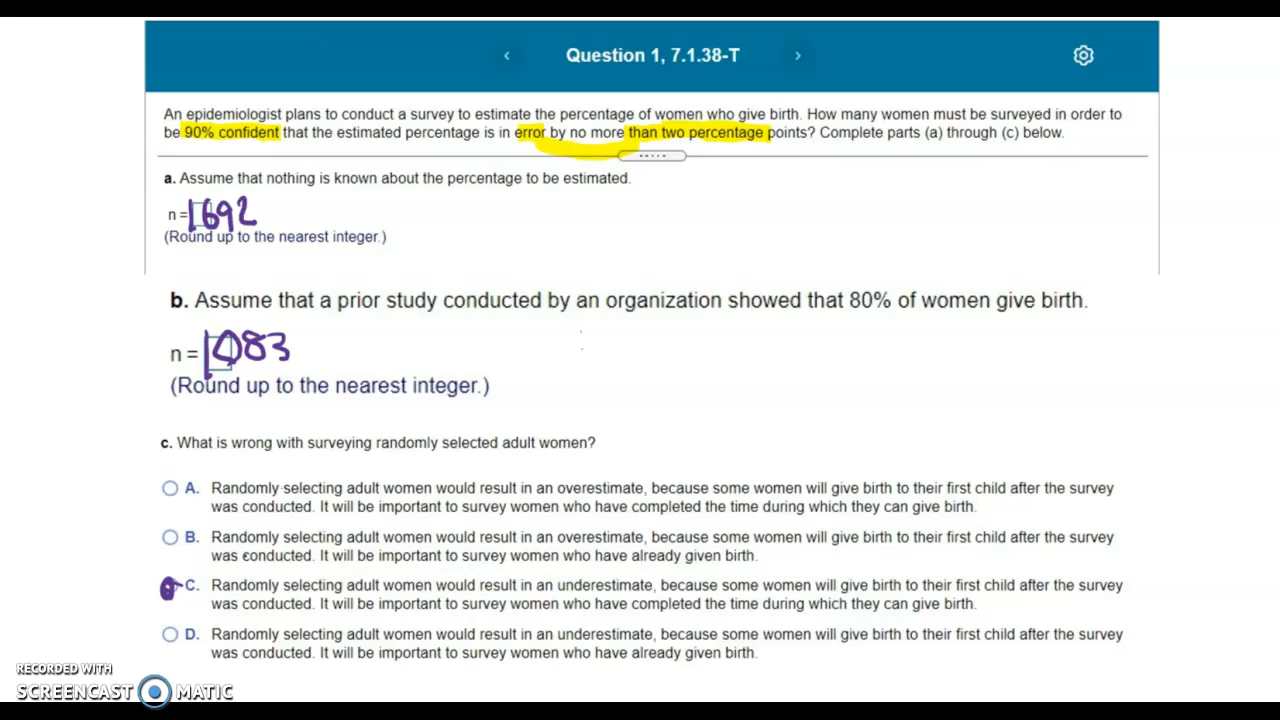 Question 1, 7.1.38-T
An epidemiologist plans to conduct a survey to estimate the percentage of women who give birth. How many women must be surveyed in order to
be 90% confident that the estimated percentage is in error by no more than two percentage points? Complete parts (a) through (c) below.
a. Assume that nothing is known about the percentage to be estimated.
n = 1692
(Round up to the nearest integer.)
b. Assume that a prior study conducted by an organization showed that 80% of women give birth.
n = 1083
(Round up to the nearest integer.)
c. What is wrong with surveying randomly selected adult women?
A. Randomly selecting adult women would result in an overestimate, because some women will give birth to their first child after the survey
was conducted. It will be important to survey women who have completed the time during which they can give birth.
B. Randomly selecting adult women would result in an overestimate, because some women will give birth to their first child after the survey
was conducted. It will be important to survey women who have already given birth.
C. Randomly selecting adult women would result in an underestimate, because some women will give birth to their first child after the survey
was conducted. It will be important to survey women who have completed the time during which they can give birth.
D. Randomly selecting adult women would result in an underestimate, because some women will give birth to their first child after the survey
was conducted. It will be important to survey women who have already given birth.
RECORDED WITH
SCREENCAST MATIC